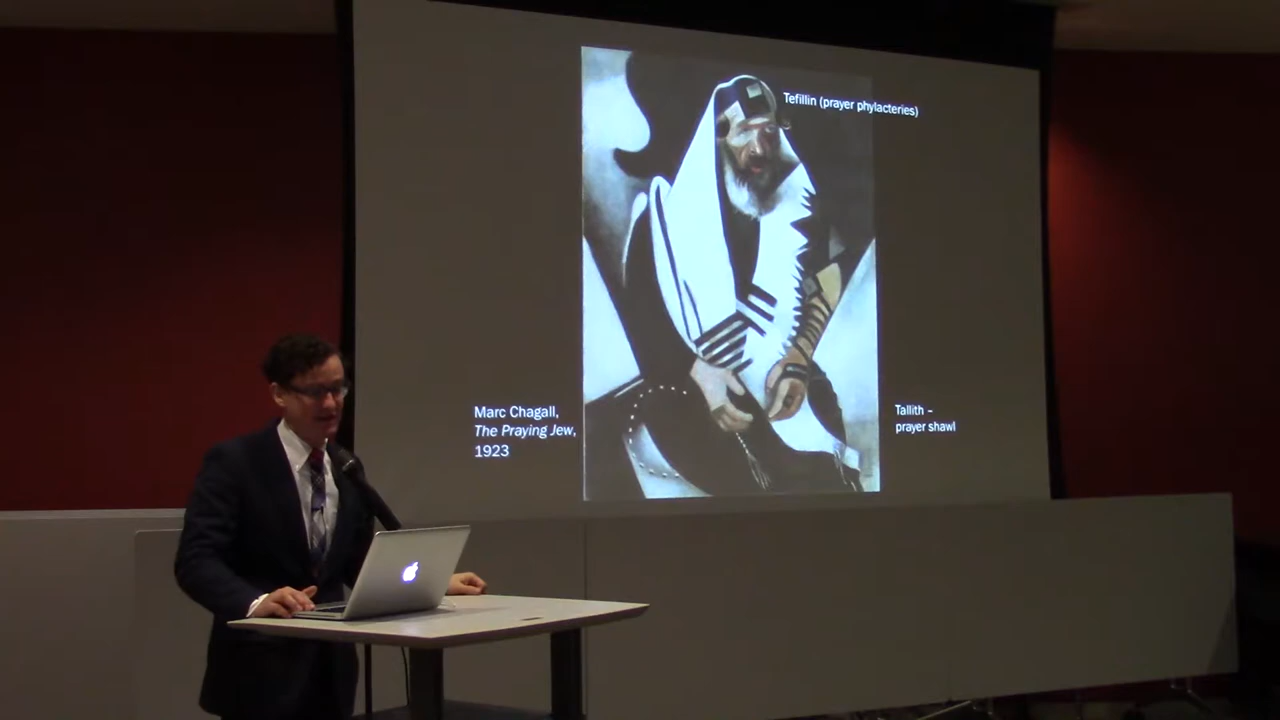 Tefillin (prayer phylacteries)
Marc Chagall,
The Praying Jew,
1923
Tallith –
prayer shawl